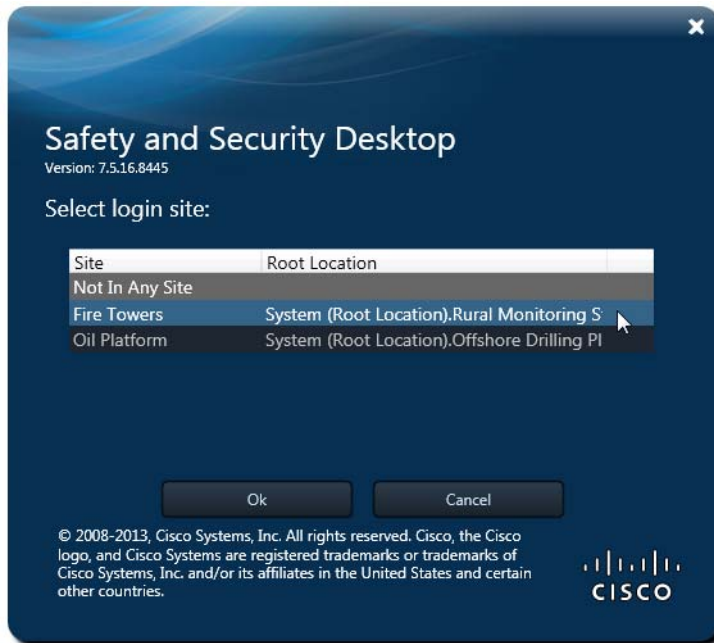 Safety and Security Desktop
Version: 7.5.16.8445
Select login site:
Site Root Location
Not In Any Site
Fire Towers System (Root Location).Rural Monitoring S
Oil Platform System (Root Location).Offshore Drilling Pl
Ok Cancel
© 2008-2013, Cisco Systems, Inc. All rights reserved. Cisco, the Cisco
logo, and Cisco Systems are registered trademarks or trademarks of
Cisco Systems, Inc. and/or its affiliates in the United States and certain
other countries.
CISCO